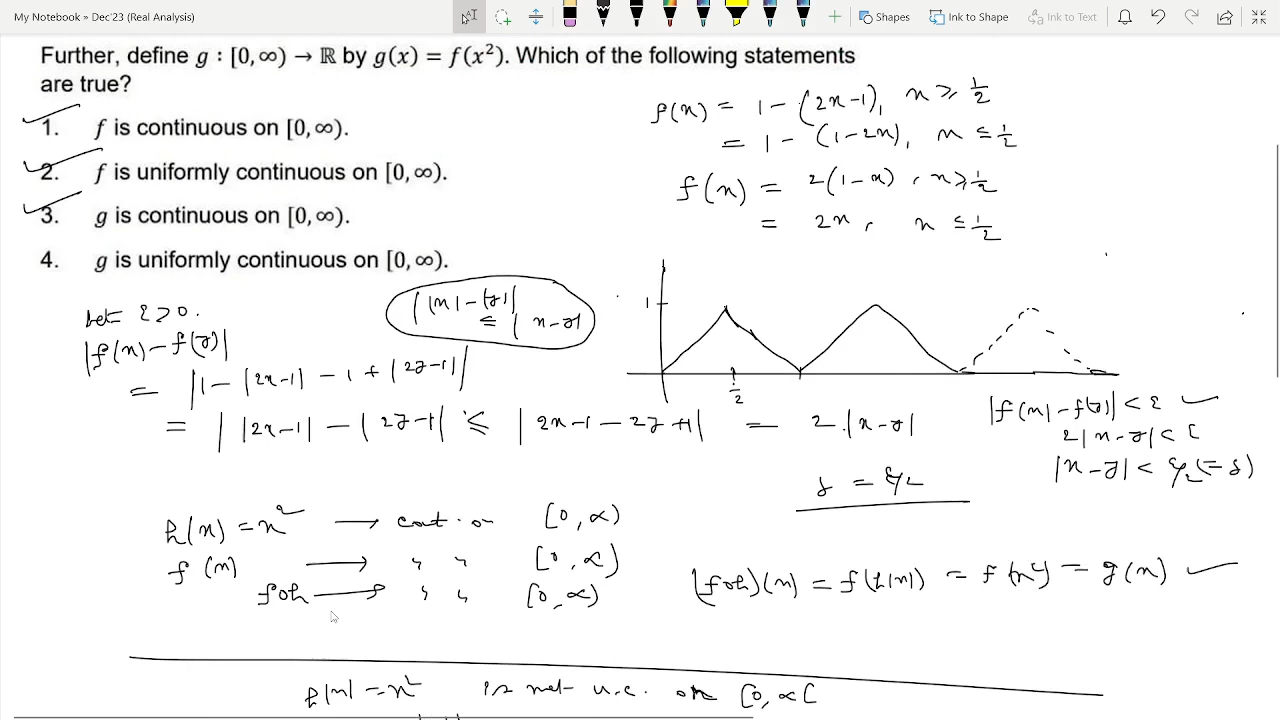 My Notebook » Dec'23 (Real Analysis)
Shapes
Ink to Shape
Ink to Text
Further, define g : [0, ∞) → ℝ by g(x) = f(x²). Which of the following statements
are true?
1. f is continuous on [0, ∞).
2. f is uniformly continuous on [0, ∞).
3. g is continuous on [0, ∞).
4. g is uniformly continuous on [0, ∞).
f(x) = 1 - (2x-1), x ≥ 1/2
= 1 - (1-2x), x ≤ 1/2
f(x) = 2(1-x), x ≥ 1/2
= 2x, x ≤ 1/2
1
1/2
Let ε > 0.
||x| - |y|
≤ |x-y|
|f(x) - f(y)|
= |1 - |2x-1| - 1 + |2y-1||
= | |2x-1| - |2y-1| ≤ |2x-1 - 2y+1| = 2.|x-y|
|f(x) - f(y)| < ε
2|x-y| < ε
|x-y| < ε/2 (= δ)
δ = ε/2
h(x) = x² → cont. on [0, ∞)
f(x) → " " [0, ∞)
foh → " " [0, ∞)
(foh)(x) = f(h(x)) = f(x²) = g(x)
h(x) = x² is not u.c. on [0, ∞[